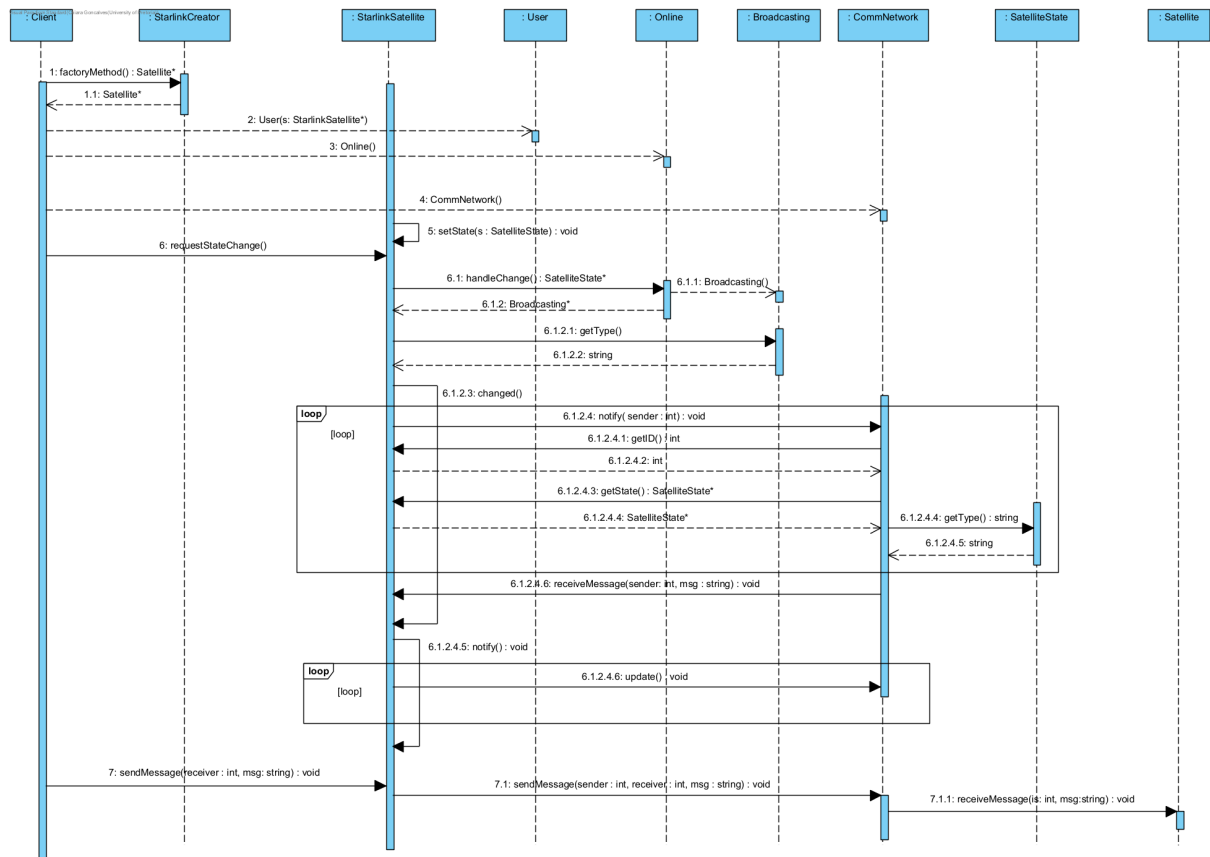 : Client
: StarlinkCreator
: StarlinkSatellite
: User
: Online
: Broadcasting
: CommNetwork
: SatelliteState
: Satellite
1: factoryMethod() : Satellite*
1.1: Satellite*
2: User(s: StarlinkSatellite*)
3: Online()
4: CommNetwork()
5: setState(s : SatelliteState) : void
6: requestStateChange()
6.1: handleChange() : SatelliteState*
6.1.1: Broadcasting()
6.1.2: Broadcasting*
6.1.2.1: getType()
6.1.2.2: string
6.1.2.3: changed()
loop
[loop]
6.1.2.4: notify( sender : int) : void
6.1.2.4.1: getID() : int
6.1.2.4.2: int
6.1.2.4.3: getState() : SatelliteState*
6.1.2.4.4: SatelliteState*
6.1.2.4.4: getType() : string
6.1.2.4.5: string
6.1.2.4.6: receiveMessage(sender: int, msg : string) : void
6.1.2.4.5: notify() : void
loop
[loop]
6.1.2.4.6: update() : void
7: sendMessage(receiver : int, msg: string) : void
7.1: sendMessage(sender : int, receiver : int, msg : string) : void
7.1.1: receiveMessage(is: int, msg:string) : void